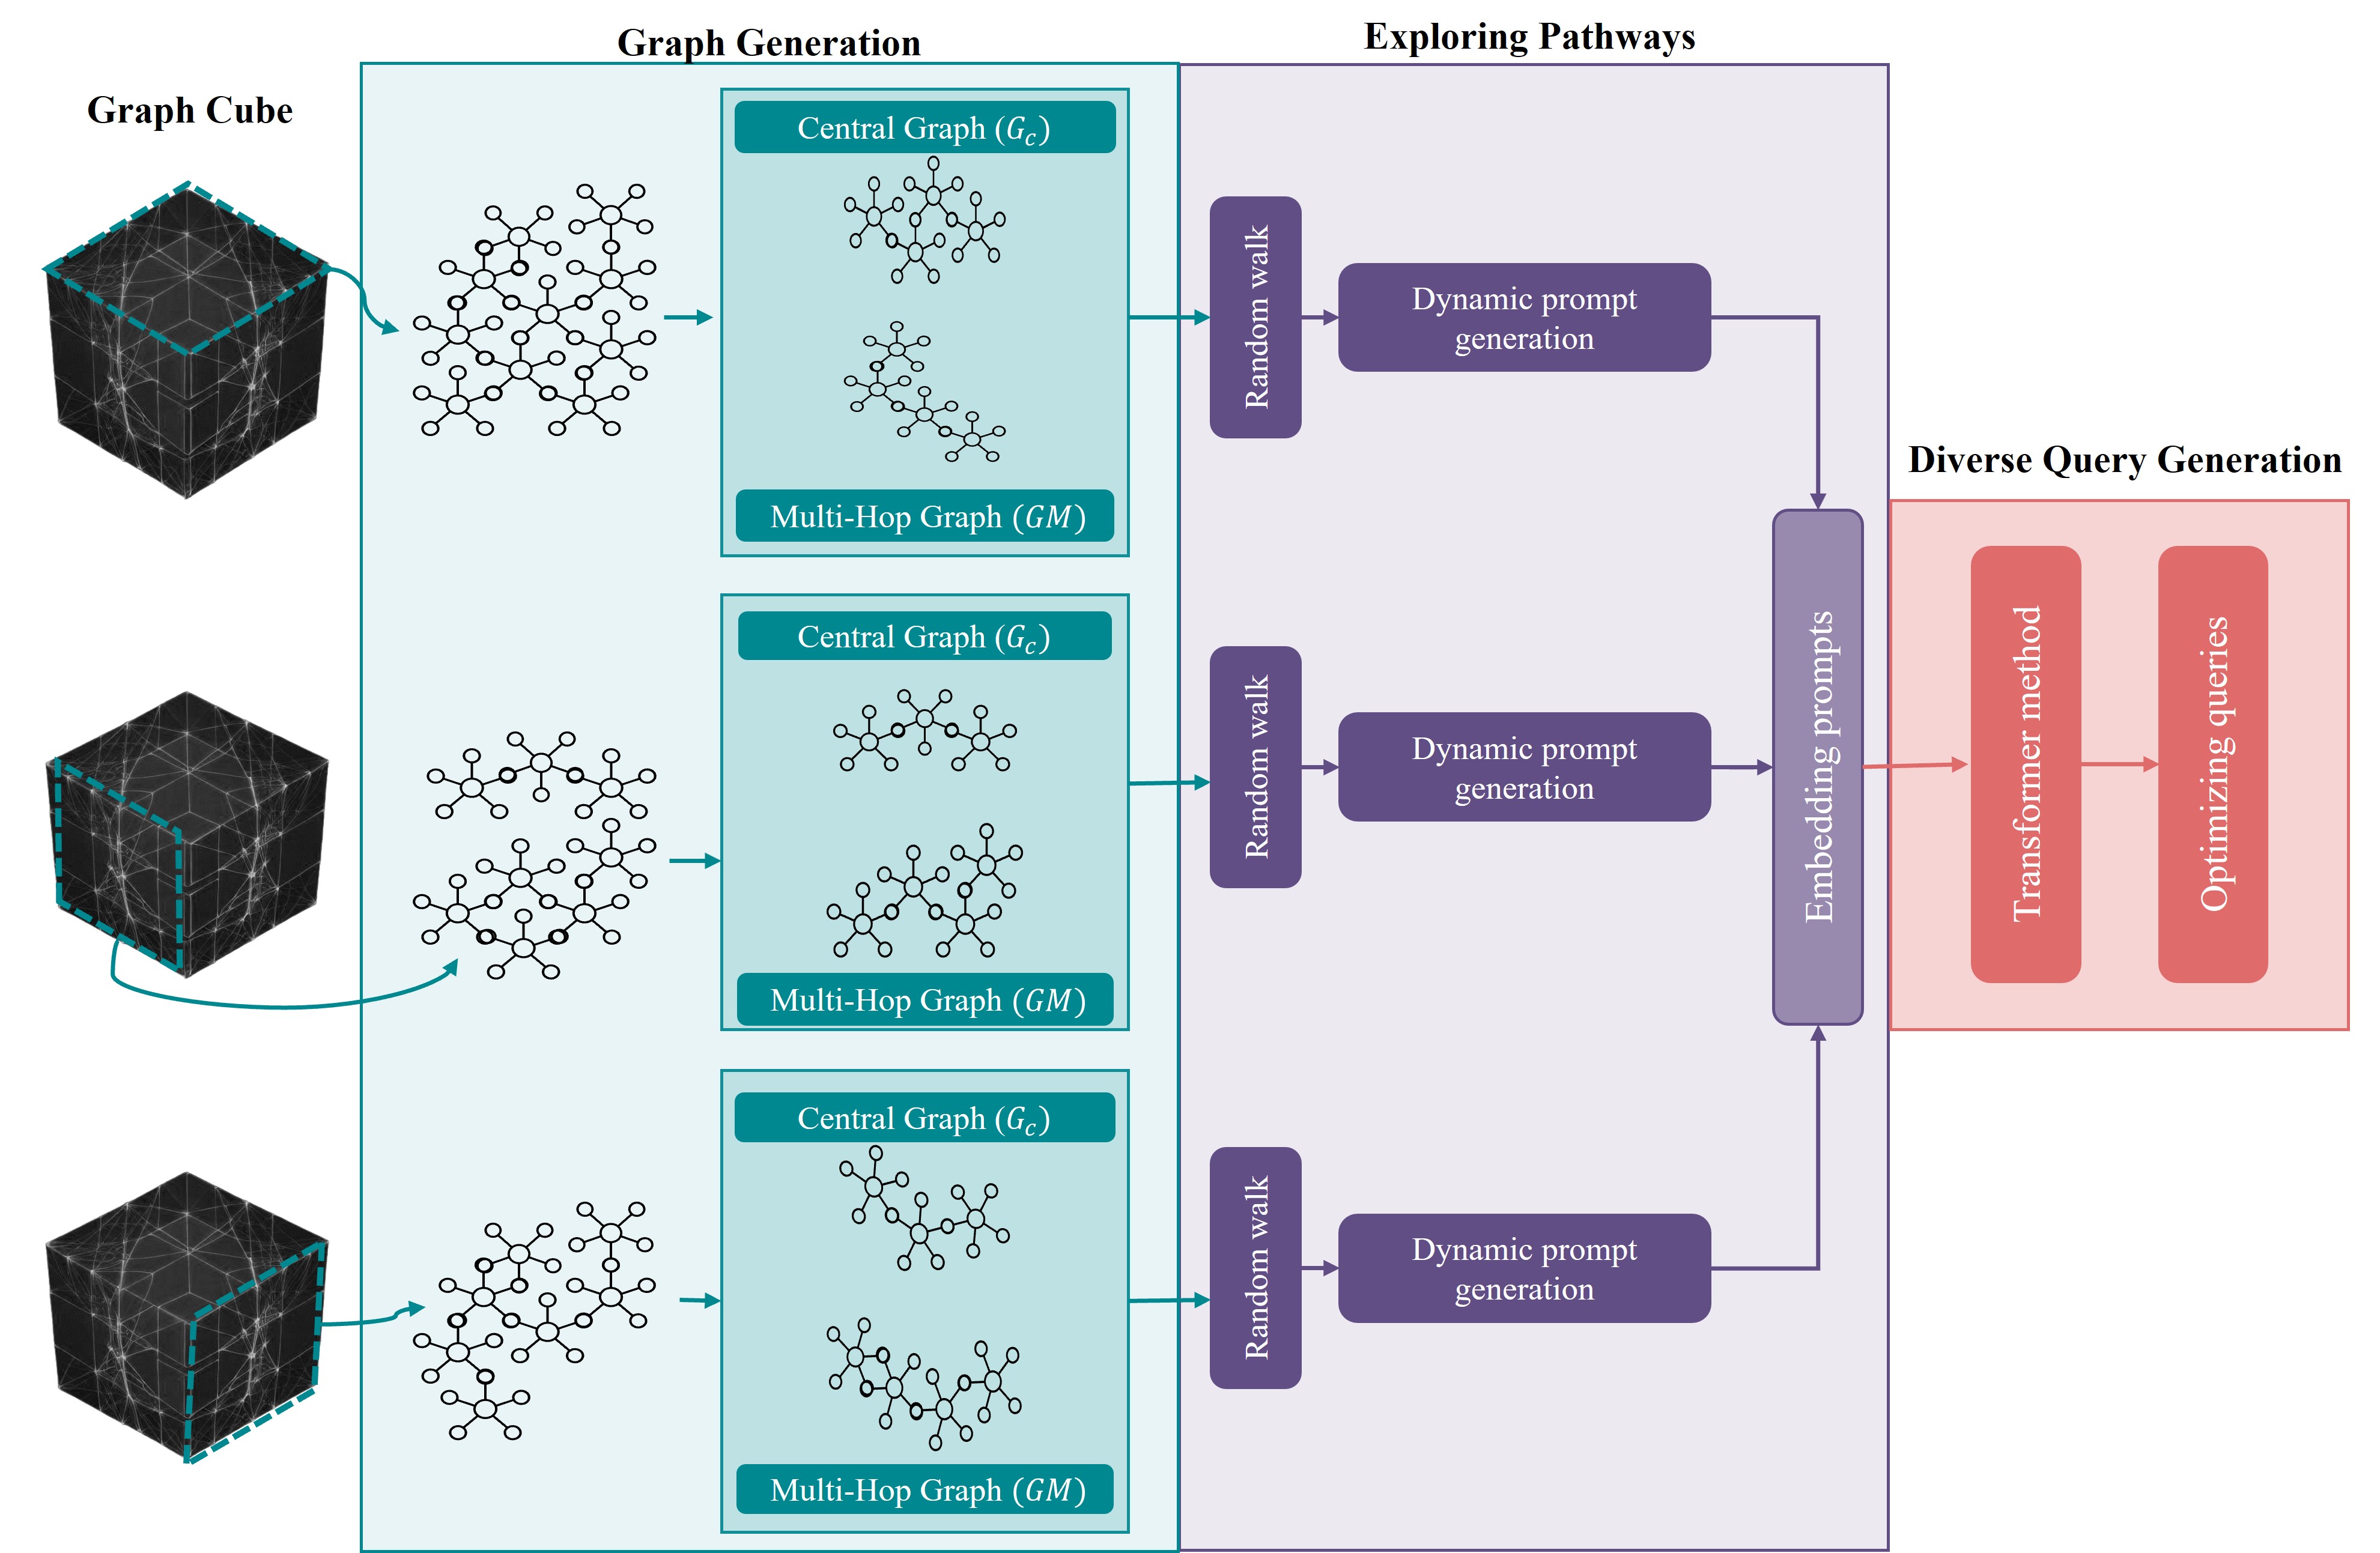 Graph Generation
Exploring Pathways
Graph Cube
Central Graph (G_c)
Multi-Hop Graph (GM)
Random walk
Dynamic prompt
generation
Central Graph (G_c)
Multi-Hop Graph (GM)
Random walk
Dynamic prompt
generation
Central Graph (G_c)
Multi-Hop Graph (GM)
Random walk
Dynamic prompt
generation
Embedding prompts
Diverse Query Generation
Transformer method
Optimizing queries